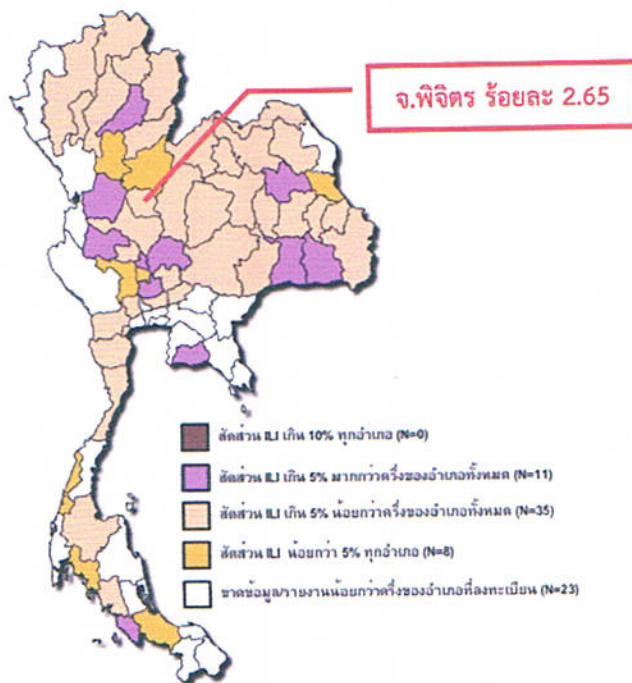 จ.พิจิตร ร้อยละ 2.65
สัดส่วน ILI เกิน 10% ทุกอำเภอ (N=0)
สัดส่วน ILI เกิน 5% มากกว่าครึ่งของอำเภอทั้งหมด (N=11)
สัดส่วน ILI เกิน 5% น้อยกว่าครึ่งของอำเภอทั้งหมด (N=35)
สัดส่วน ILI น้อยกว่า 5% ทุกอำเภอ (N=8)
ขาดข้อมูล/รายงานน้อยกว่าครึ่งของอำเภอที่ลงทะเบียน (N=23)